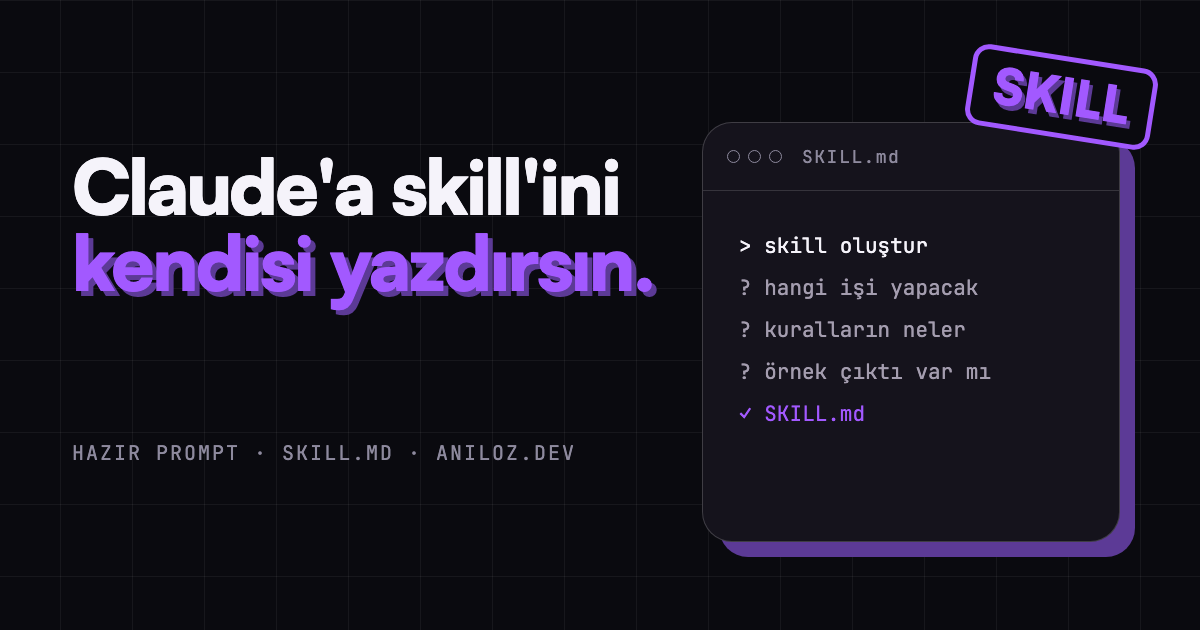 Claude'a skill'ini
kendisi yazdırsın.
HAZIR PROMPT · SKILL.MD · ANILOZ.DEV
SKILL
SKILL.md
> skill oluştur
? hangi işi yapacak
? kuralların neler
? örnek çıktı var mı
✓ SKILL.md